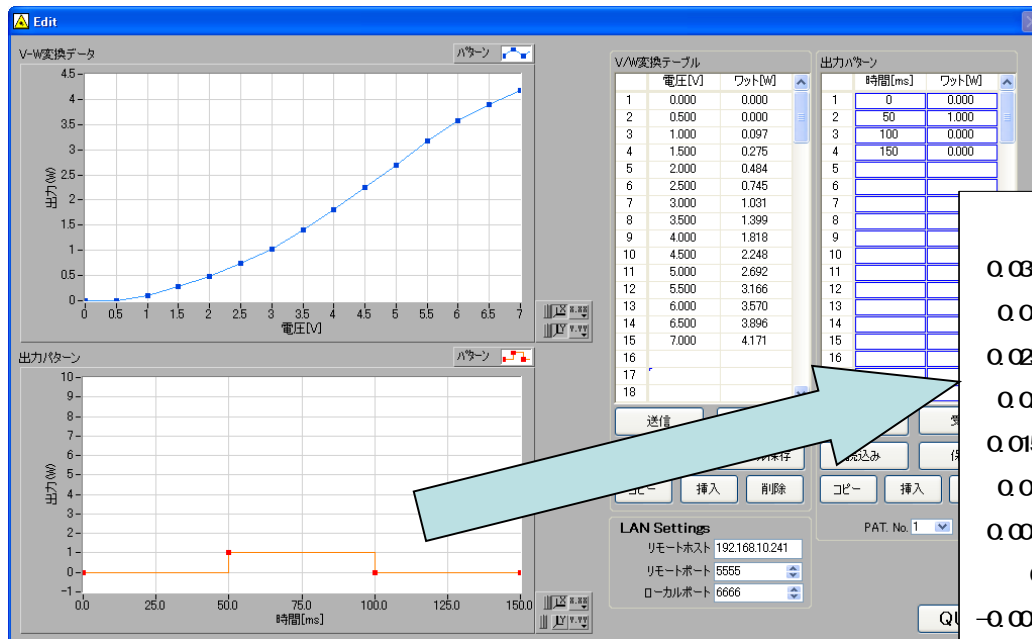 Edit
V-W変換データ
パターン
4.5
4
3.5
3
2.5
2
1.5
1
0.5
0
出力(W)
0 0.5 1 1.5 2 2.5 3 3.5 4 4.5 5 5.5 6 6.5 7
電圧[V]
出力パターン
パターン
10
9
8
7
6
5
4
3
2
1
0
-1
出力(W)
0.0 25.0 50.0 75.0 100.0 125.0 150.0
時間[ms]
V/W変換テーブル
電圧[V] ワット[W]
1 0.000 0.000
2 0.500 0.000
3 1.000 0.097
4 1.500 0.275
5 2.000 0.484
6 2.500 0.745
7 3.000 1.031
8 3.500 1.399
9 4.000 1.818
10 4.500 2.248
11 5.000 2.692
12 5.500 3.166
13 6.000 3.570
14 6.500 3.896
15 7.000 4.171
16
17
18
送信
コピー 挿入 削除
出力パターン
時間[ms] ワット[W]
1 0 0.000
2 50 1.000
3 100 0.000
4 150 0.000
5
6
7
8
9
10
11
12
13
14
15
16
コピー 挿入
PAT. No. 1
LAN Settings
リモートホスト 192.168.10.241
リモートポート 5555
ローカルポート 6666
0.015